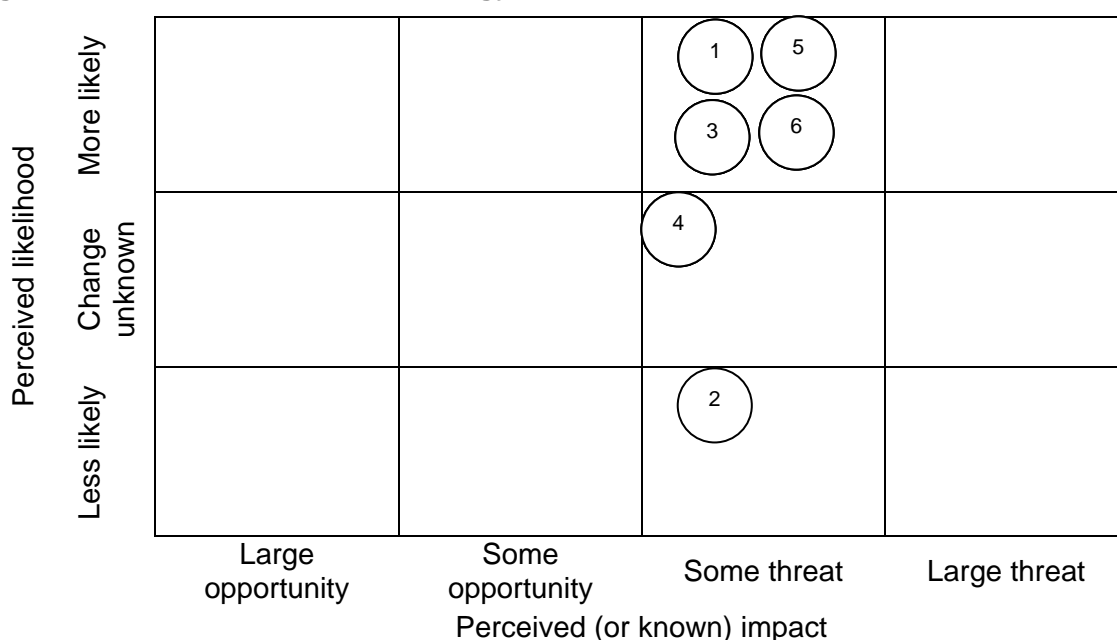 Perceived likelihood
More likely
Change
unknown
Less likely
1
5
3
6
4
2
Large
opportunity
Some
opportunity
Some threat
Large threat
Perceived (or known) impact